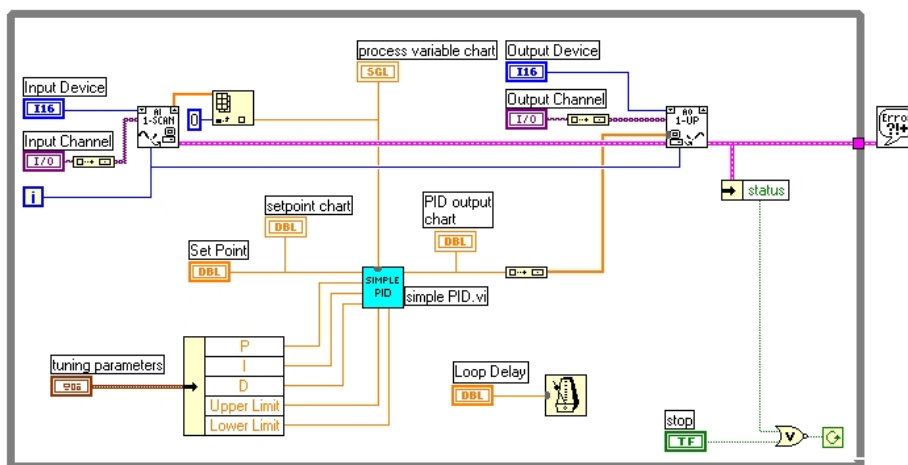 process variable chart
Output Device
SGL
I16
Input Device
I16
AI
1-SCAN
0
Output Channel
I/O
AO
1-UP
Error
?!+
Input Channel
I/O
i
status
setpoint chart
DBL
PID output
chart
DBL
Set Point
DBL
SIMPLE
PID
simple PID.vi
P
I
D
Upper Limit
Lower Limit
tuning parameters
Loop Delay
DBL
stop
TF
V